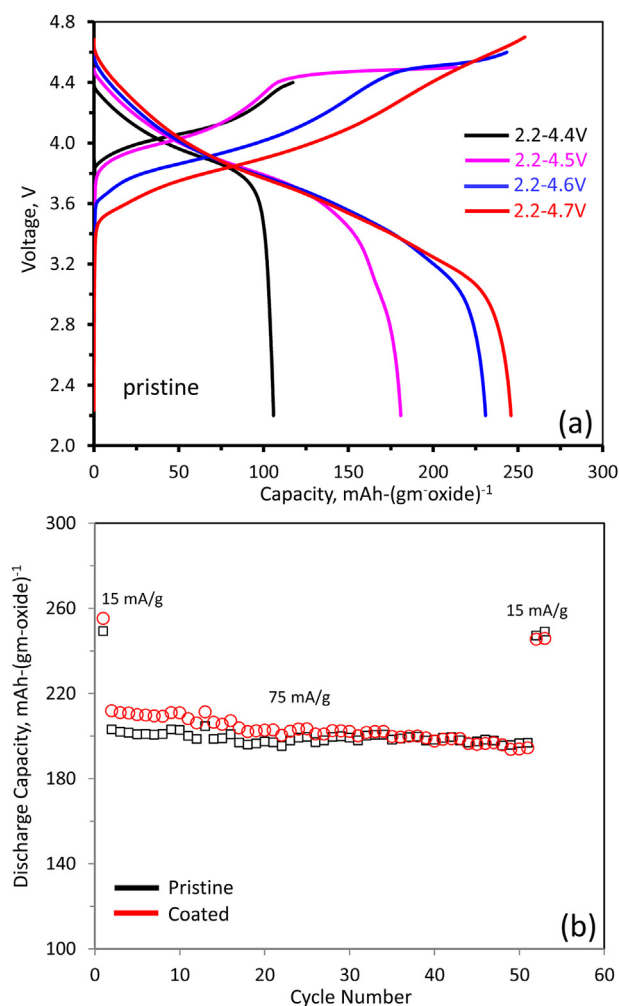 4.8
4.4
4.0
3.6
3.2
2.8
2.4
2.0
Voltage, V
2.2-4.4V
2.2-4.5V
2.2-4.6V
2.2-4.7V
pristine
(a)
0 50 100 150 200 250 300
Capacity, mAh-(gm-oxide)-1
300
260
220
180
140
100
Discharge Capacity, mAh-(gm-oxide)-1
15 mA/g
15 mA/g
75 mA/g
Pristine
Coated
(b)
0 10 20 30 40 50 60
Cycle Number